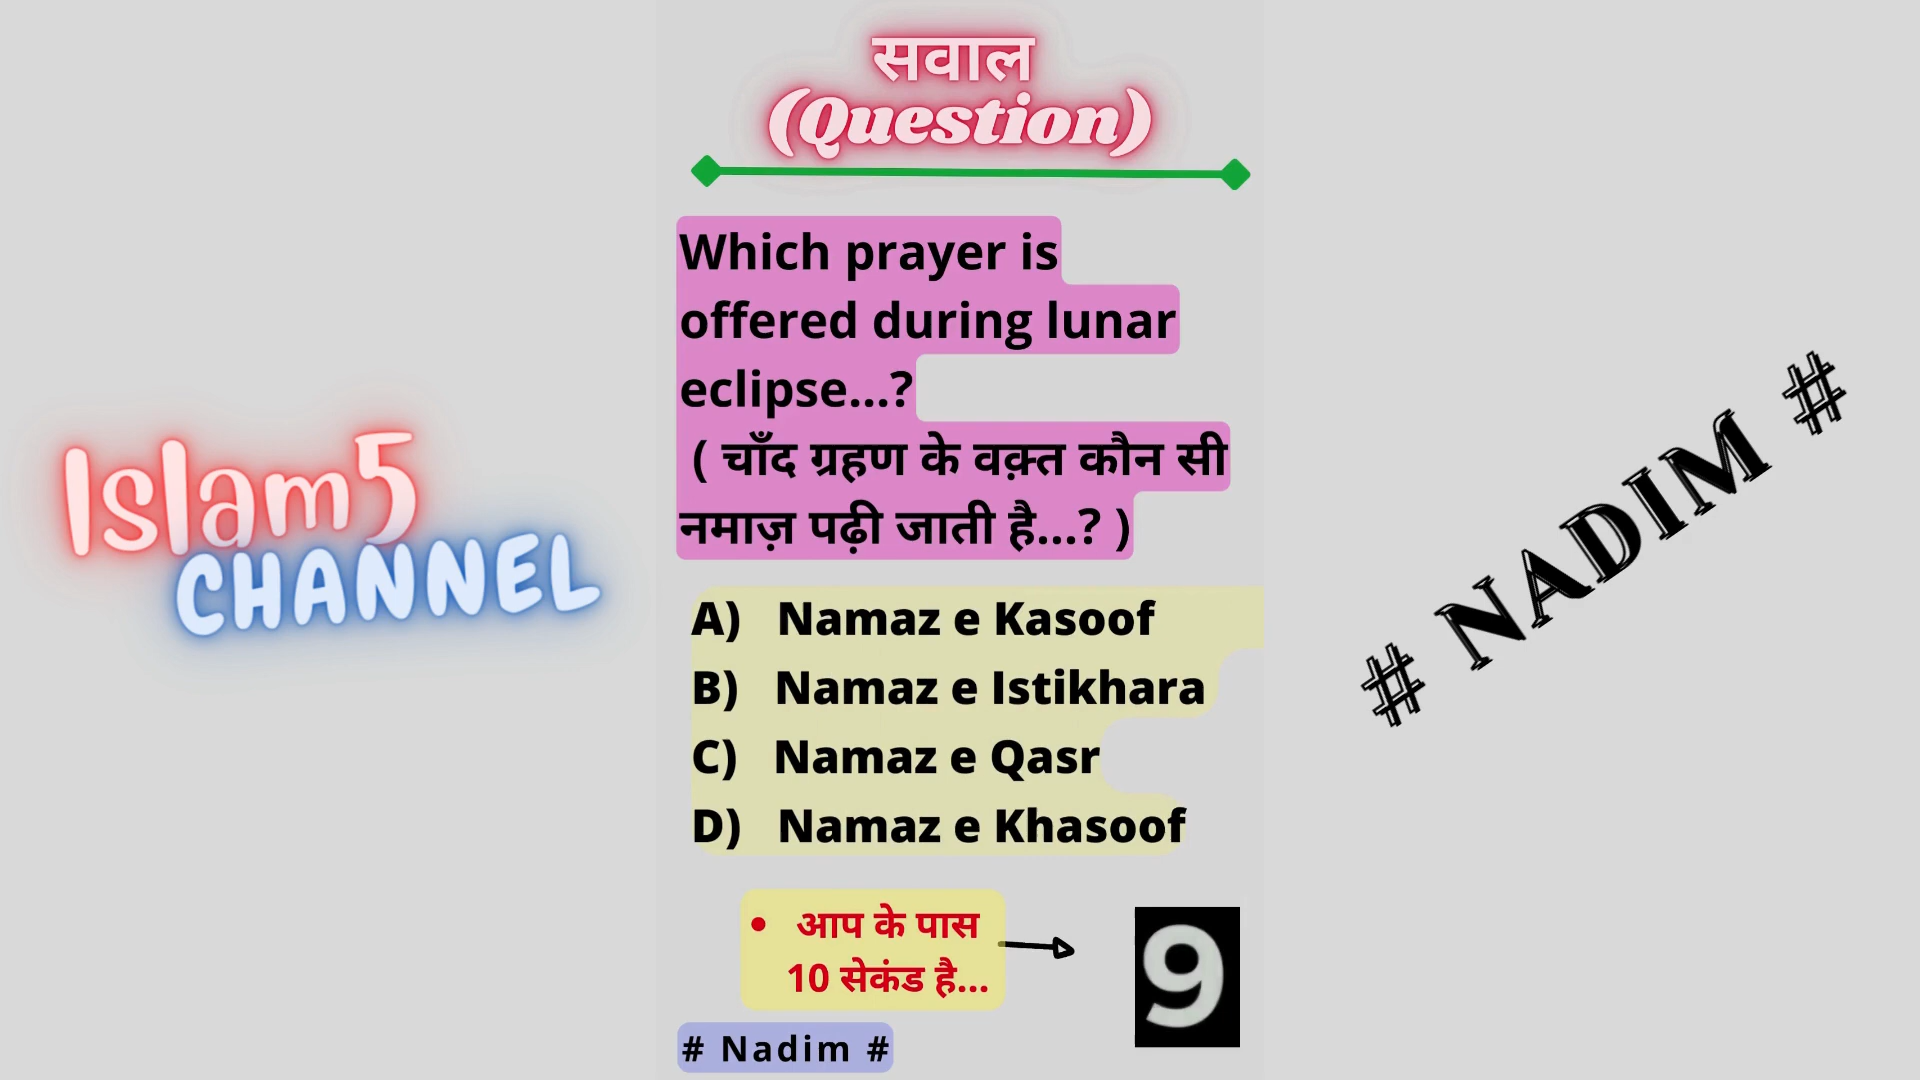 सवाल
(Question)
Which prayer is
offered during lunar
eclipse...?
( चाँद ग्रहण के वक़्त कौन सी
नमाज़ पढ़ी जाती है...? )
A) Namaz e Kasoof
B) Namaz e Istikhara
C) Namaz e Qasr
D) Namaz e Khasoof
• आप के पास
10 सेकंड है...
9
# Nadim #
Islam5
CHANNEL
# NADIM #